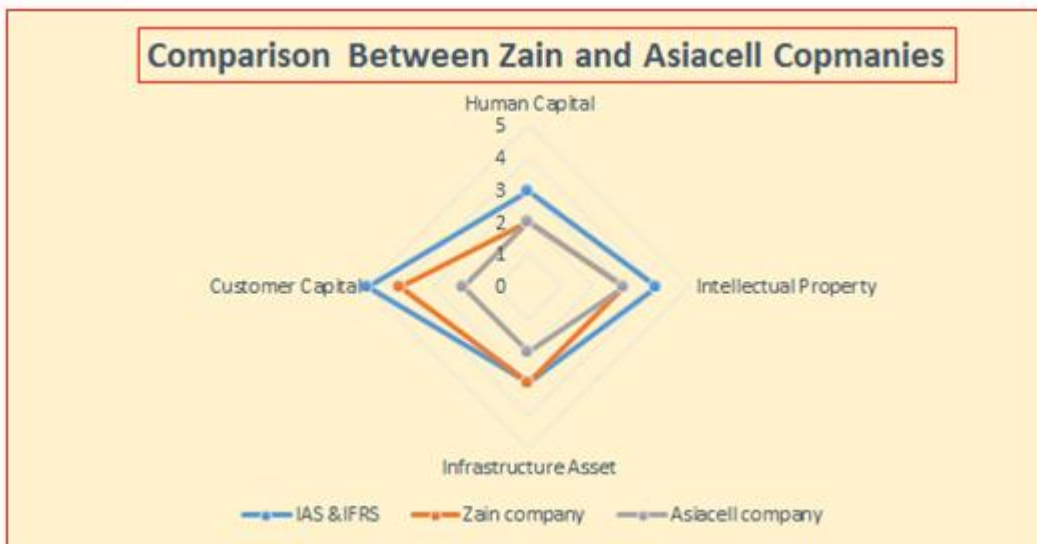 Comparison Between Zain and Asiacell Copmanies
Human Capital
5
4
3
2
1
0
Customer Capital
Intellectual Property
Infrastructure Asset
IAS &IFRS
Zain company
Asiacell company